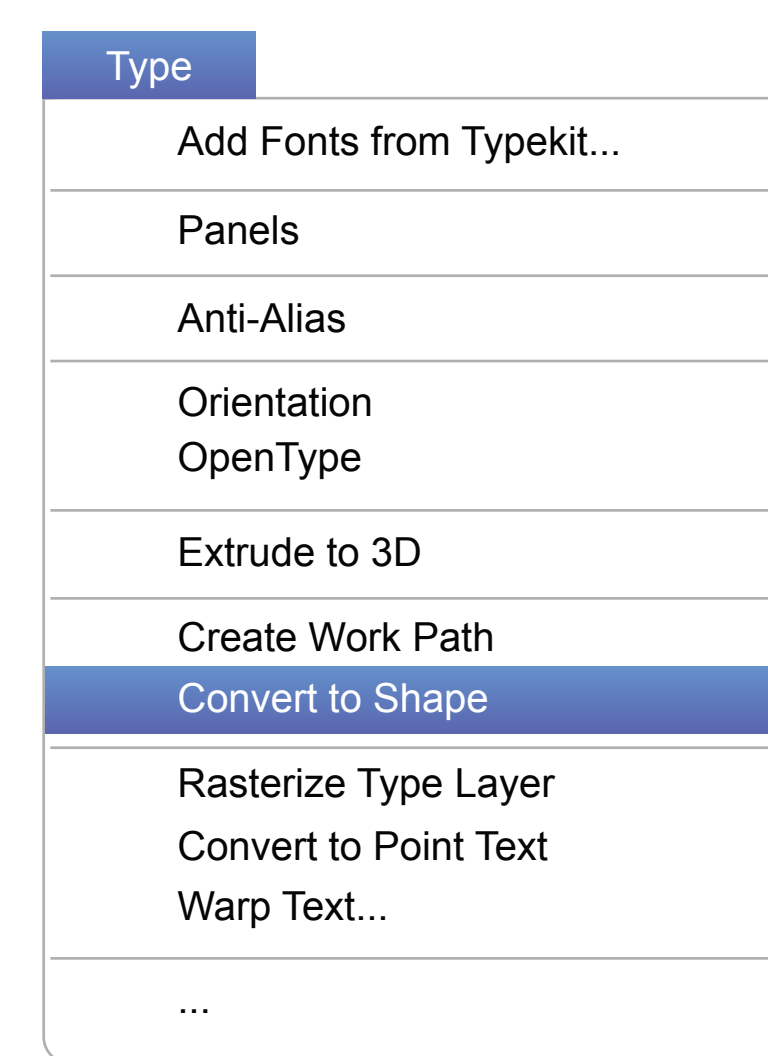 Type
Add Fonts from Typekit...
Panels
Anti-Alias
Orientation
OpenType
Extrude to 3D
Create Work Path
Convert to Shape
Rasterize Type Layer
Convert to Point Text
Warp Text...
...